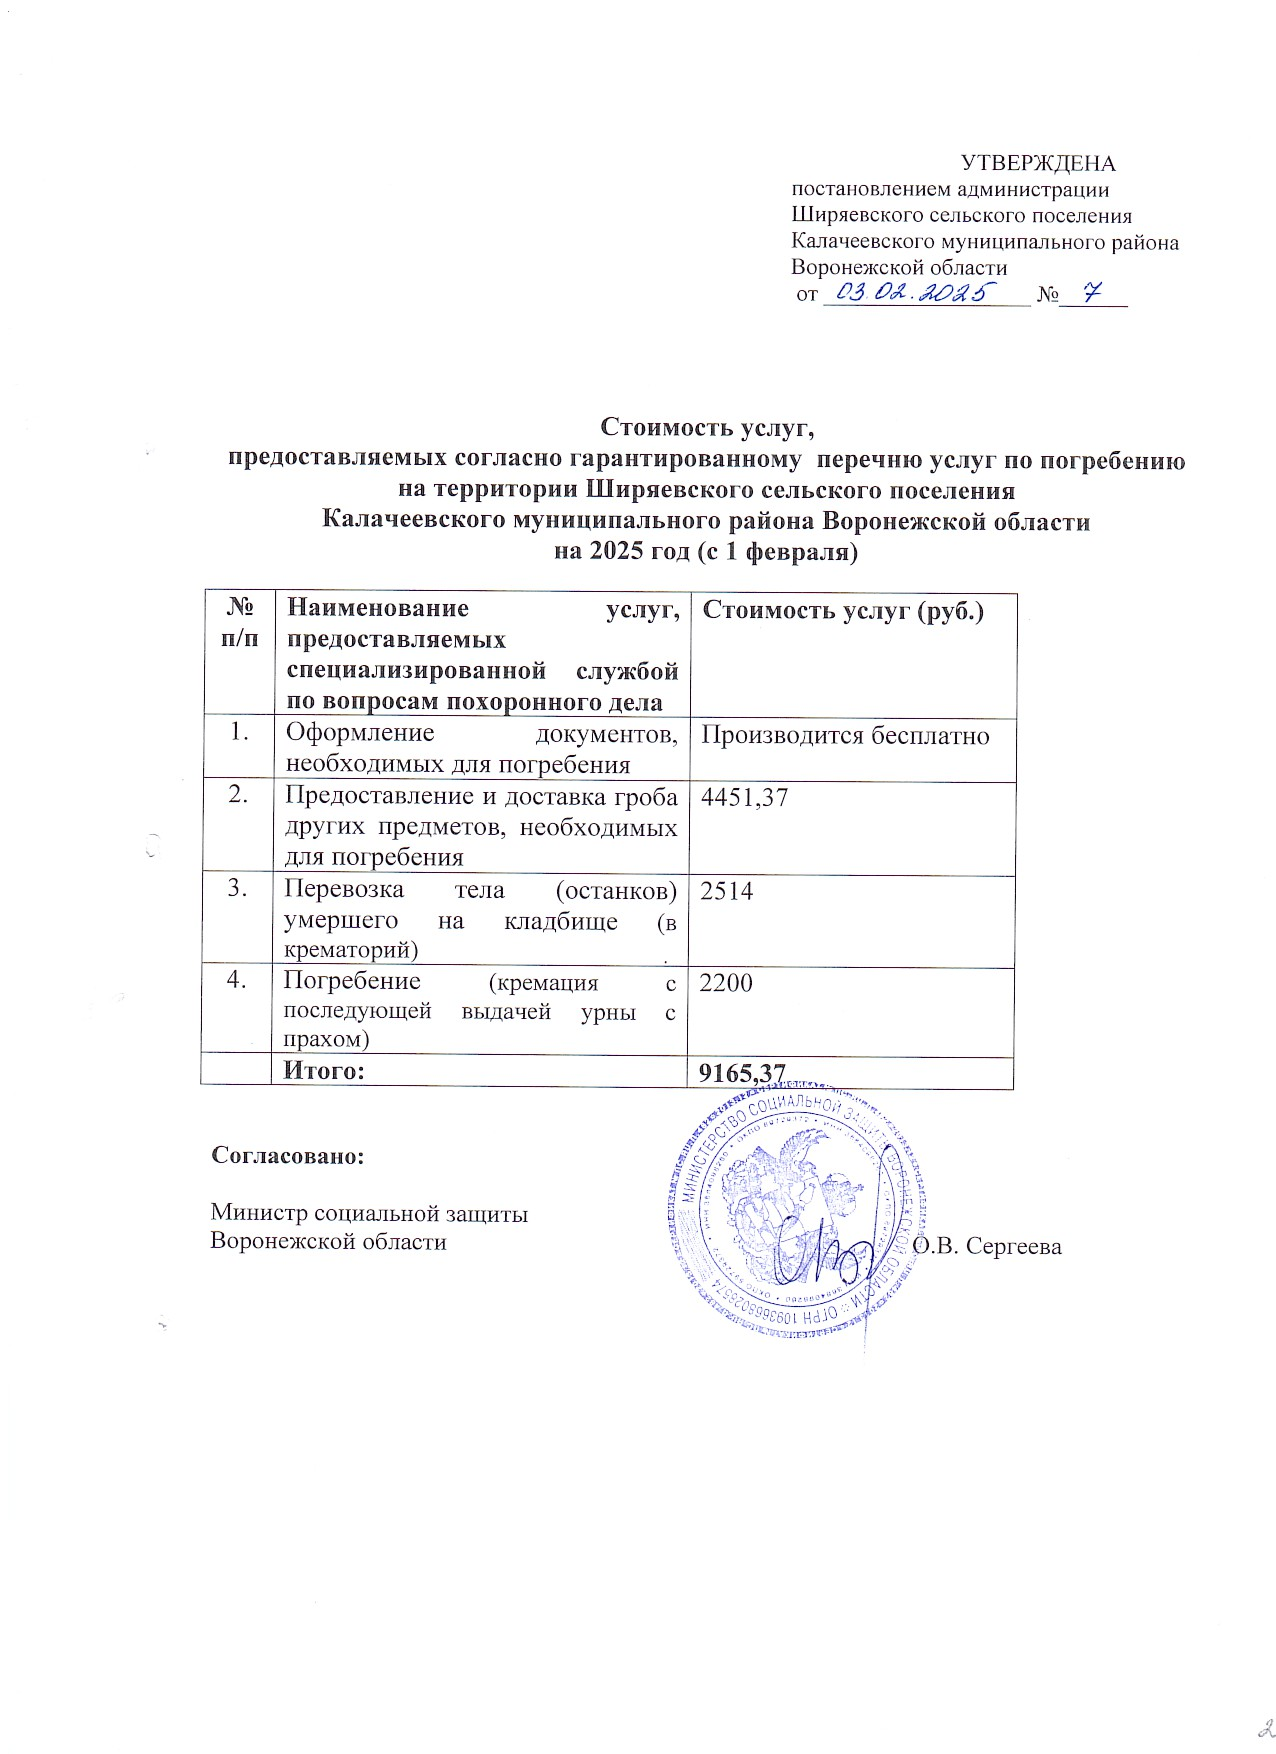 УТВЕРЖДЕНА
постановлением администрации
Ширяевского сельского поселения
Калачеевского муниципального района
Воронежской области
от 03.02.2025 № 7
Стоимость услуг,
предоставляемых согласно гарантированному перечню услуг по погребению
на территории Ширяевского сельского поселения
Калачеевского муниципального района Воронежской области
на 2025 год (с 1 февраля)
№ Наименование услуг, Стоимость услуг (руб.)
п/п предоставляемых
специализированной службой
по вопросам похоронного дела
1. Оформление документов, Производится бесплатно
необходимых для погребения
2. Предоставление и доставка гроба 4451,37
других предметов, необходимых
для погребения
3. Перевозка тела (останков) 2514
умершего на кладбище (в
крематорий)
4. Погребение (кремация с 2200
последующей выдачей урны с
прахом)
Итого: 9165,37
МИНИСТЕРСТВО СОЦИАЛЬНОЙ ЗАЩИТЫ ВОРОНЕЖСКОЙ ОБЛАСТИ
Согласовано:
Министр социальной защиты
Воронежской области О.В. Сергеева
2